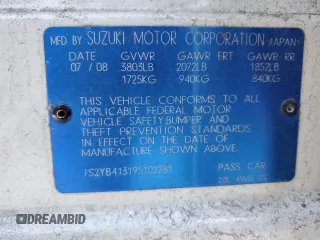 MFD BY SUZUKI MOTOR CORPORATION JAPAN
DATE GVWR GAWR FRT GAWR RR
07 / 08 3803LB 2072LB 1852LB
1725KG 940KG 840KG
THIS VEHICLE CONFORMS TO ALL
APPLICABLE FEDERAL MOTOR
VEHICLE SAFETY,BUMPER AND
THEFT PREVENTION STANDARDS
IN EFFECT ON THE DATE OF
MANUFACTURE SHOWN ABOVE.
JS2YB413195102281 PASS CAR
4WD
AUTOBIDMASTER